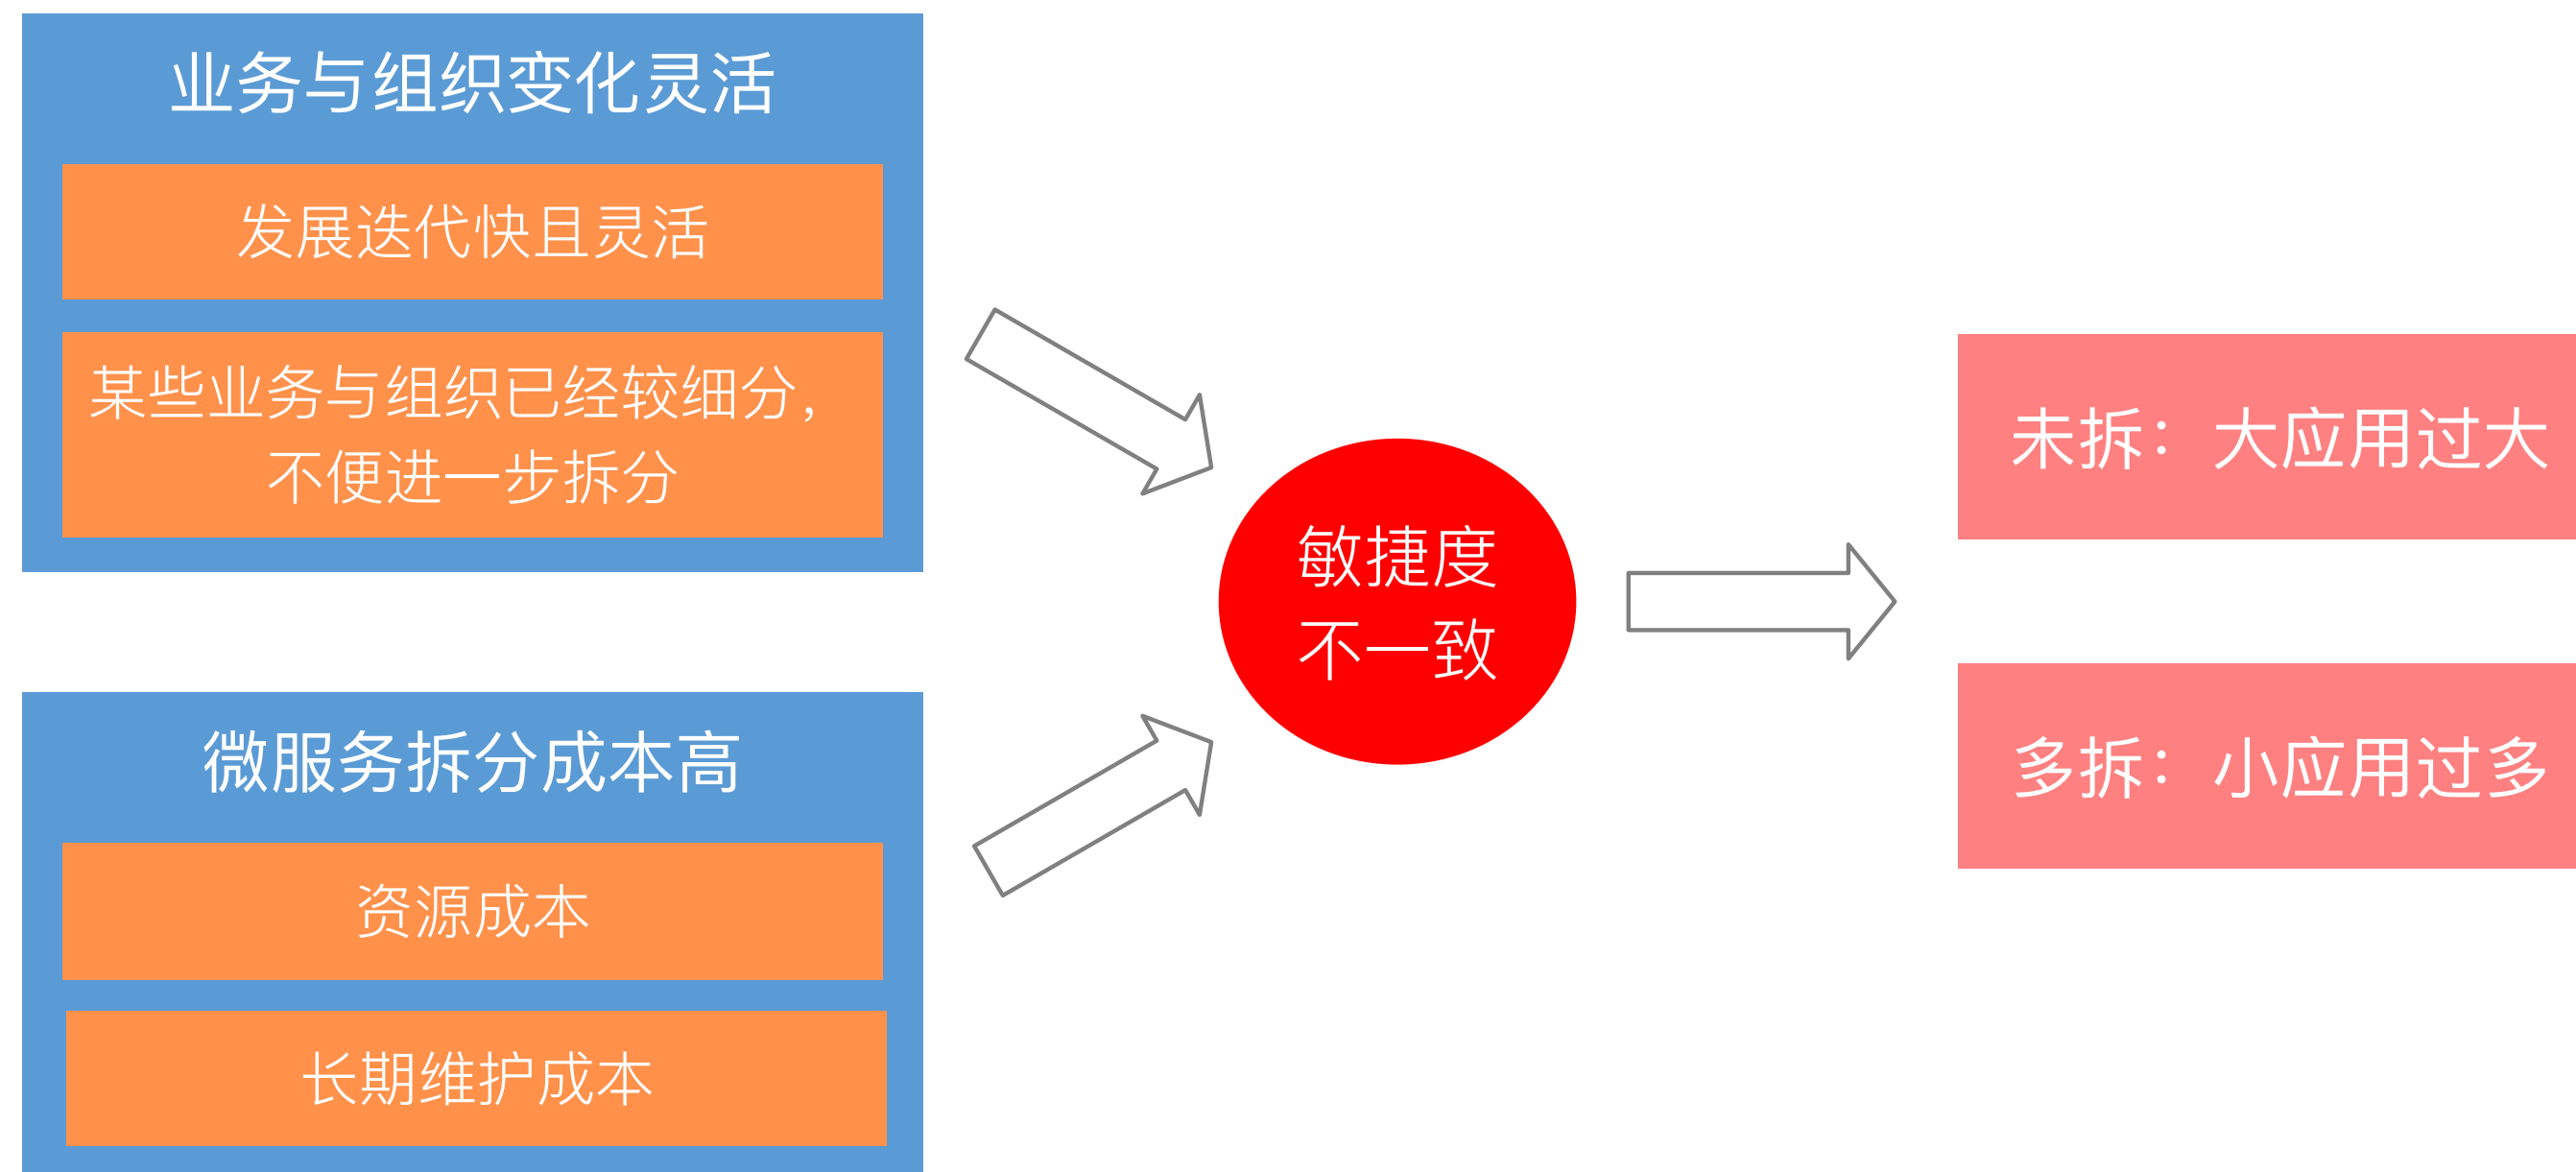 业务与组织变化灵活
发展迭代快且灵活
某些业务与组织已经较细分，
不便进一步拆分
微服务拆分成本高
资源成本
长期维护成本
敏捷度
不一致
未拆：大应用过大
多拆：小应用过多